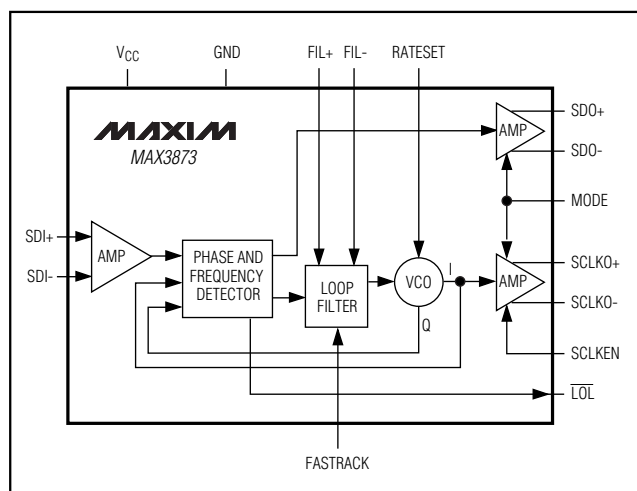 VCC
GND
FIL+ FIL-
RATESET
MAXIM
MAX3873
SDO+
AMP
SDO-
MODE
SDI+
AMP
SDI-
PHASE AND
FREQUENCY
DETECTOR
LOOP
FILTER
VCO
I
Q
SCLKO+
AMP
SCLKO-
SCLKEN
LOL
FASTRACK